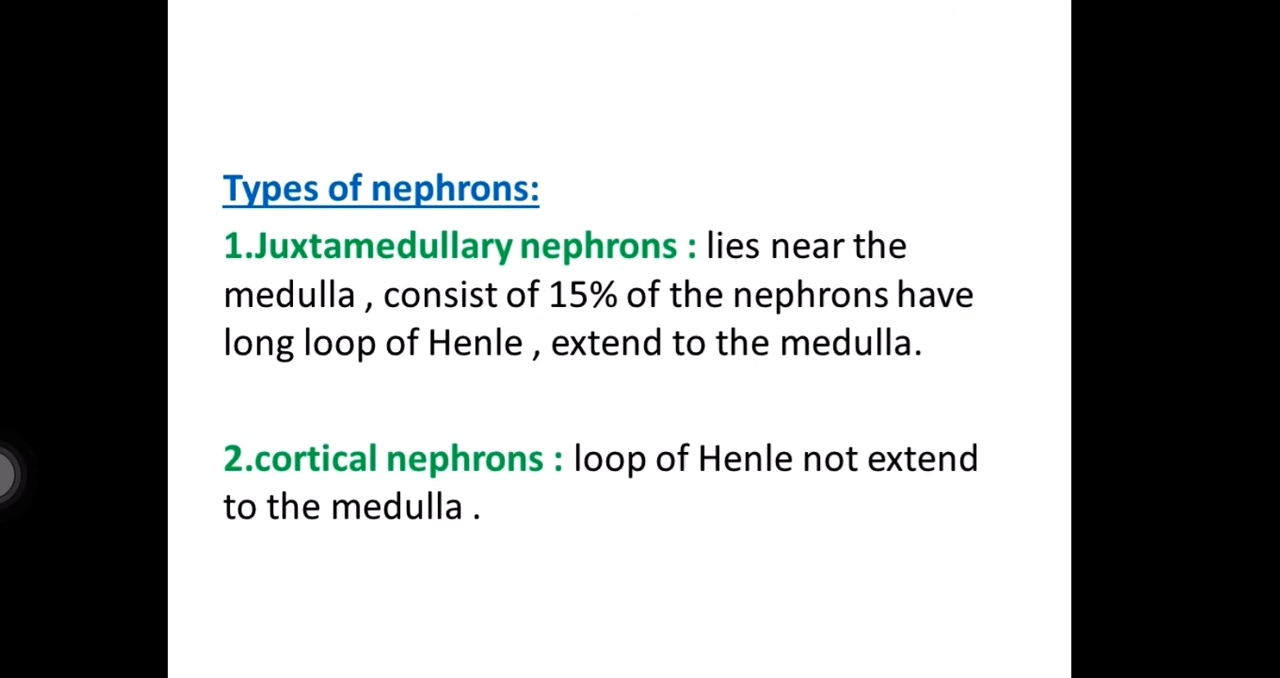 Types of nephrons:
1.Juxtamedullary nephrons : lies near the
medulla , consist of 15% of the nephrons have
long loop of Henle , extend to the medulla.
2.cortical nephrons : loop of Henle not extend
to the medulla .